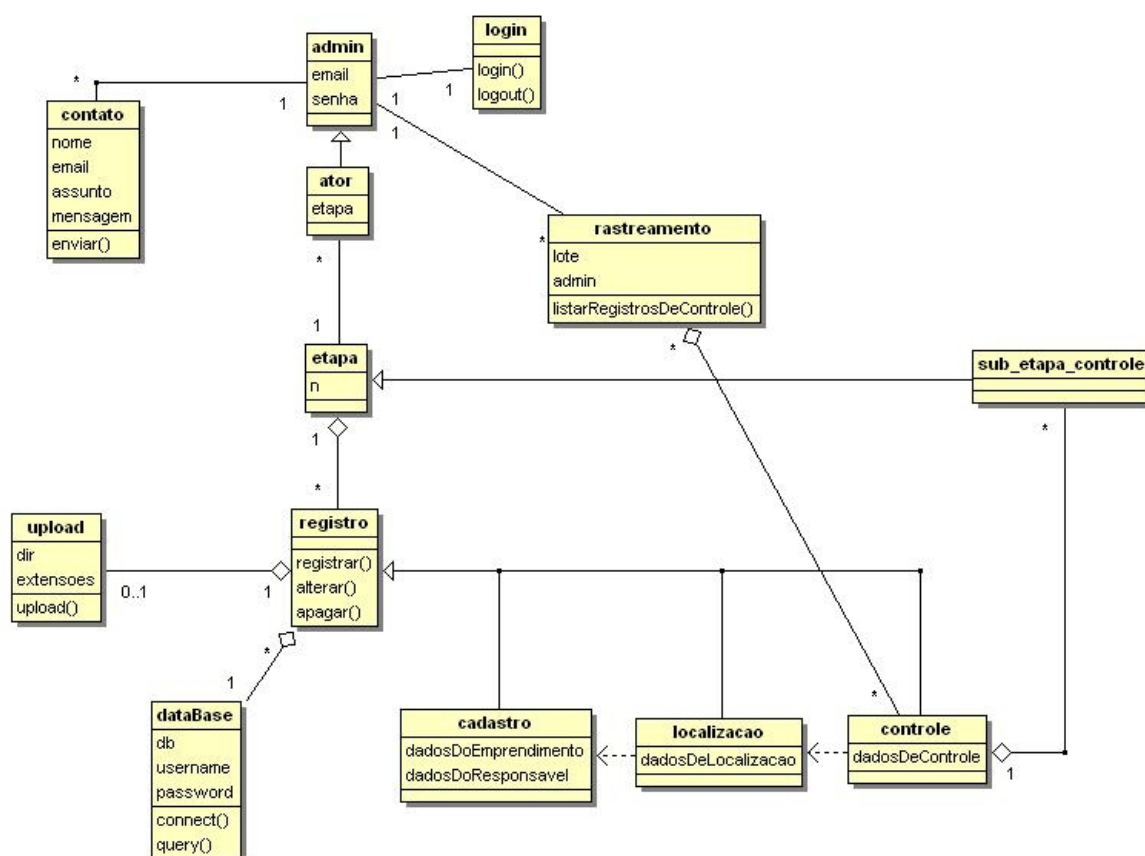 login
login()
logout()
admin
email
senha
*
1
1
1
1
contato
nome
email
assunto
mensagem
enviar()
ator
etapa
*
1
rastreamento
lote
admin
listarRegistrosDeControle()
*
*
etapa
n
1
*
sub_etapa_controle
*
registro
registrar()
alterar()
apagar()
upload
dir
extensoes
upload()
0..1
1
*
1
dataBase
db
username
password
connect()
query()
cadastro
dadosDoEmprendimento
dadosDoResponsavel
localizacao
dadosDeLocalizacao
*
controle
dadosDeControle
1